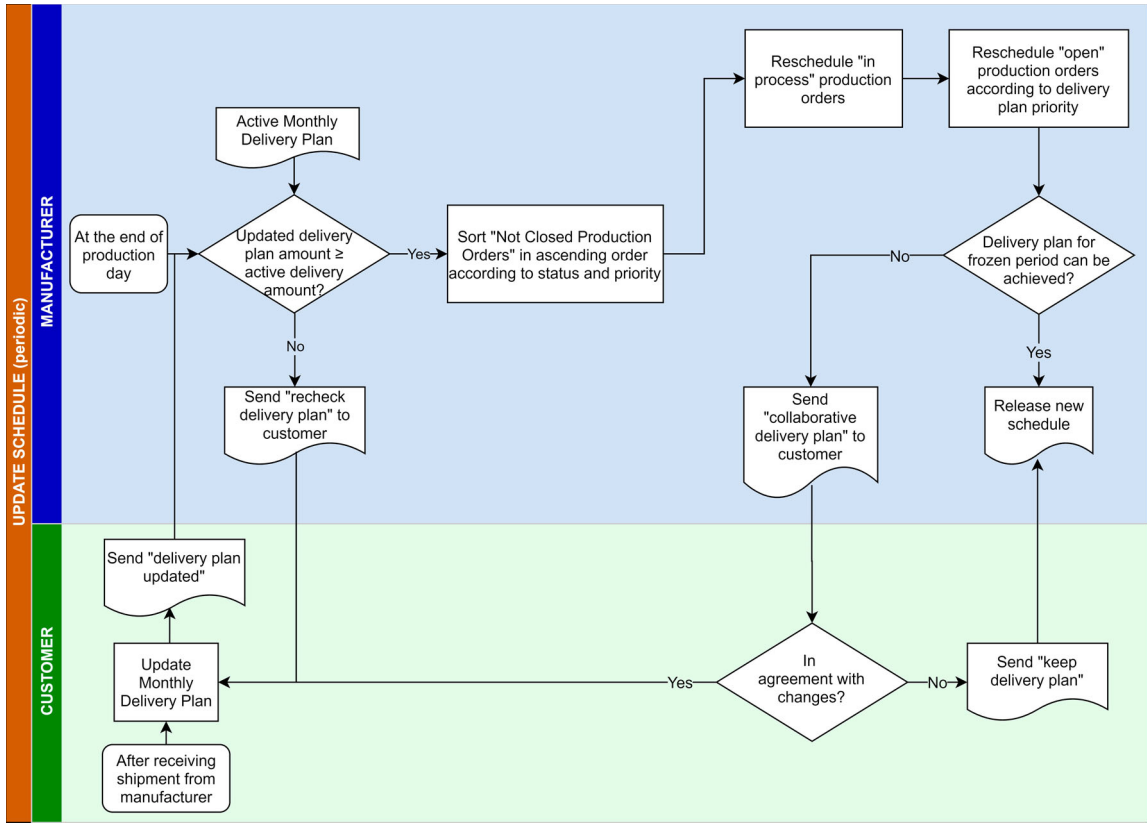 UPDATE SCHEDULE (periodic)
MANUFACTURER
CUSTOMER
Active Monthly
Delivery Plan
At the end of
production
day
Updated delivery
plan amount ≥
active delivery
amount?
Yes
No
Sort "Not Closed Production
Orders" in ascending order
according to status and priority
Reschedule "in
process" production
orders
Reschedule "open"
production orders
according to delivery
plan priority
Delivery plan for
frozen period can be
achieved?
No
Yes
Send "recheck
delivery plan" to
customer
Send
"collaborative
delivery plan" to
customer
Release new
schedule
Send "delivery plan
updated"
Update
Monthly
Delivery Plan
After receiving
shipment from
manufacturer
In
agreement with
changes?
Yes
No
Send "keep
delivery plan"